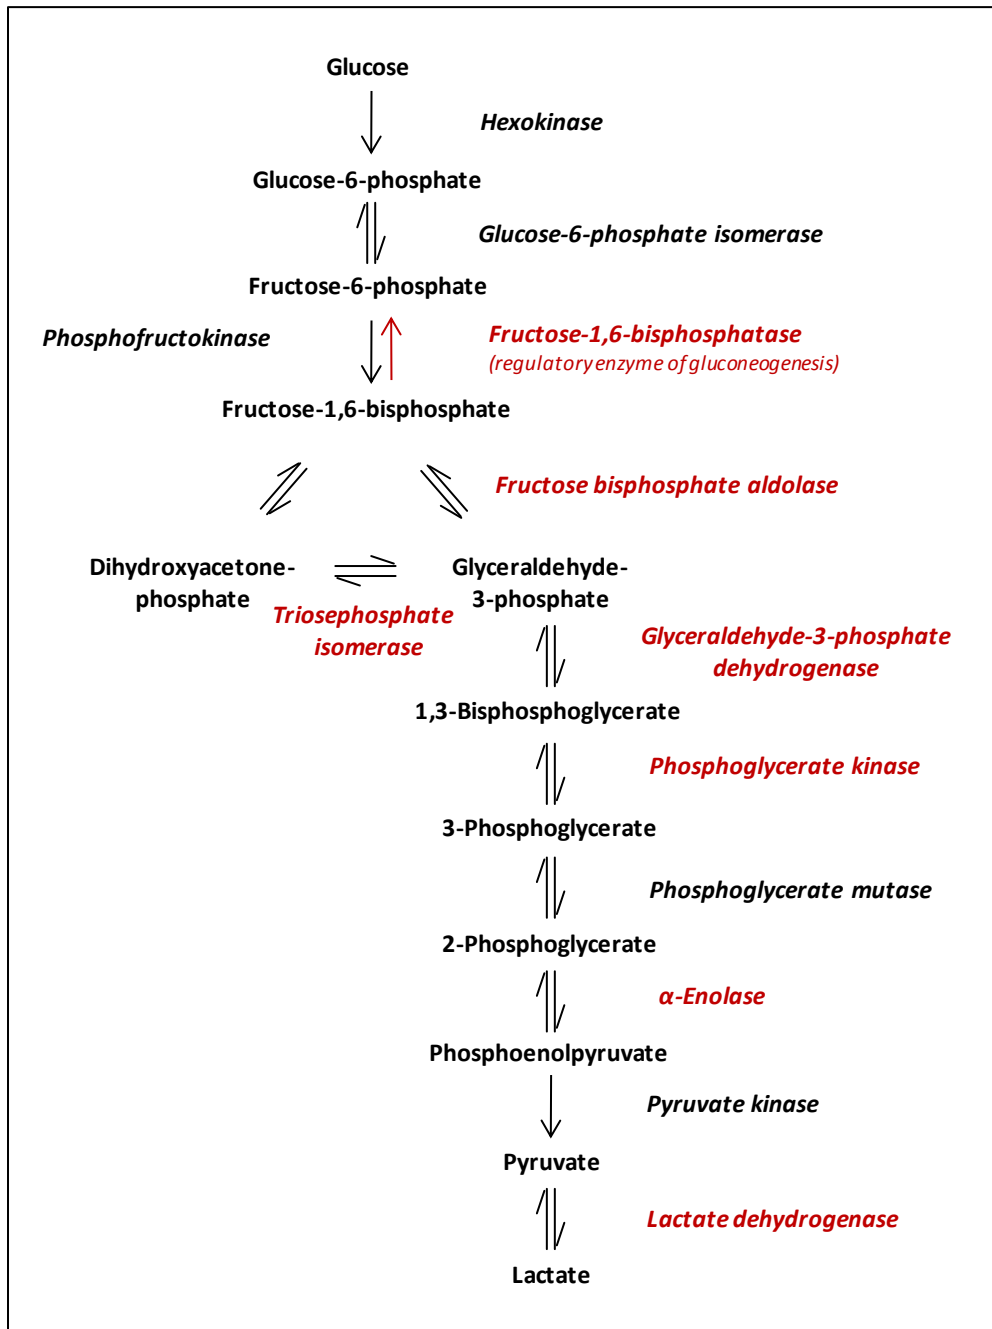 Glucose
Hexokinase
Glucose-6-phosphate
Glucose-6-phosphate isomerase
Fructose-6-phosphate
Phosphofructokinase
Fructose-1,6-bisphosphatase
(regulatory enzyme of gluconeogenesis)
Fructose-1,6-bisphosphate
Fructose bisphosphate aldolase
Dihydroxyacetone-
phosphate
Glyceraldehyde-
3-phosphate
Triosephosphate
isomerase
Glyceraldehyde-3-phosphate
dehydrogenase
1,3-Bisphosphoglycerate
Phosphoglycerate kinase
3-Phosphoglycerate
Phosphoglycerate mutase
2-Phosphoglycerate
α-Enolase
Phosphoenolpyruvate
Pyruvate kinase
Pyruvate
Lactate dehydrogenase
Lactate